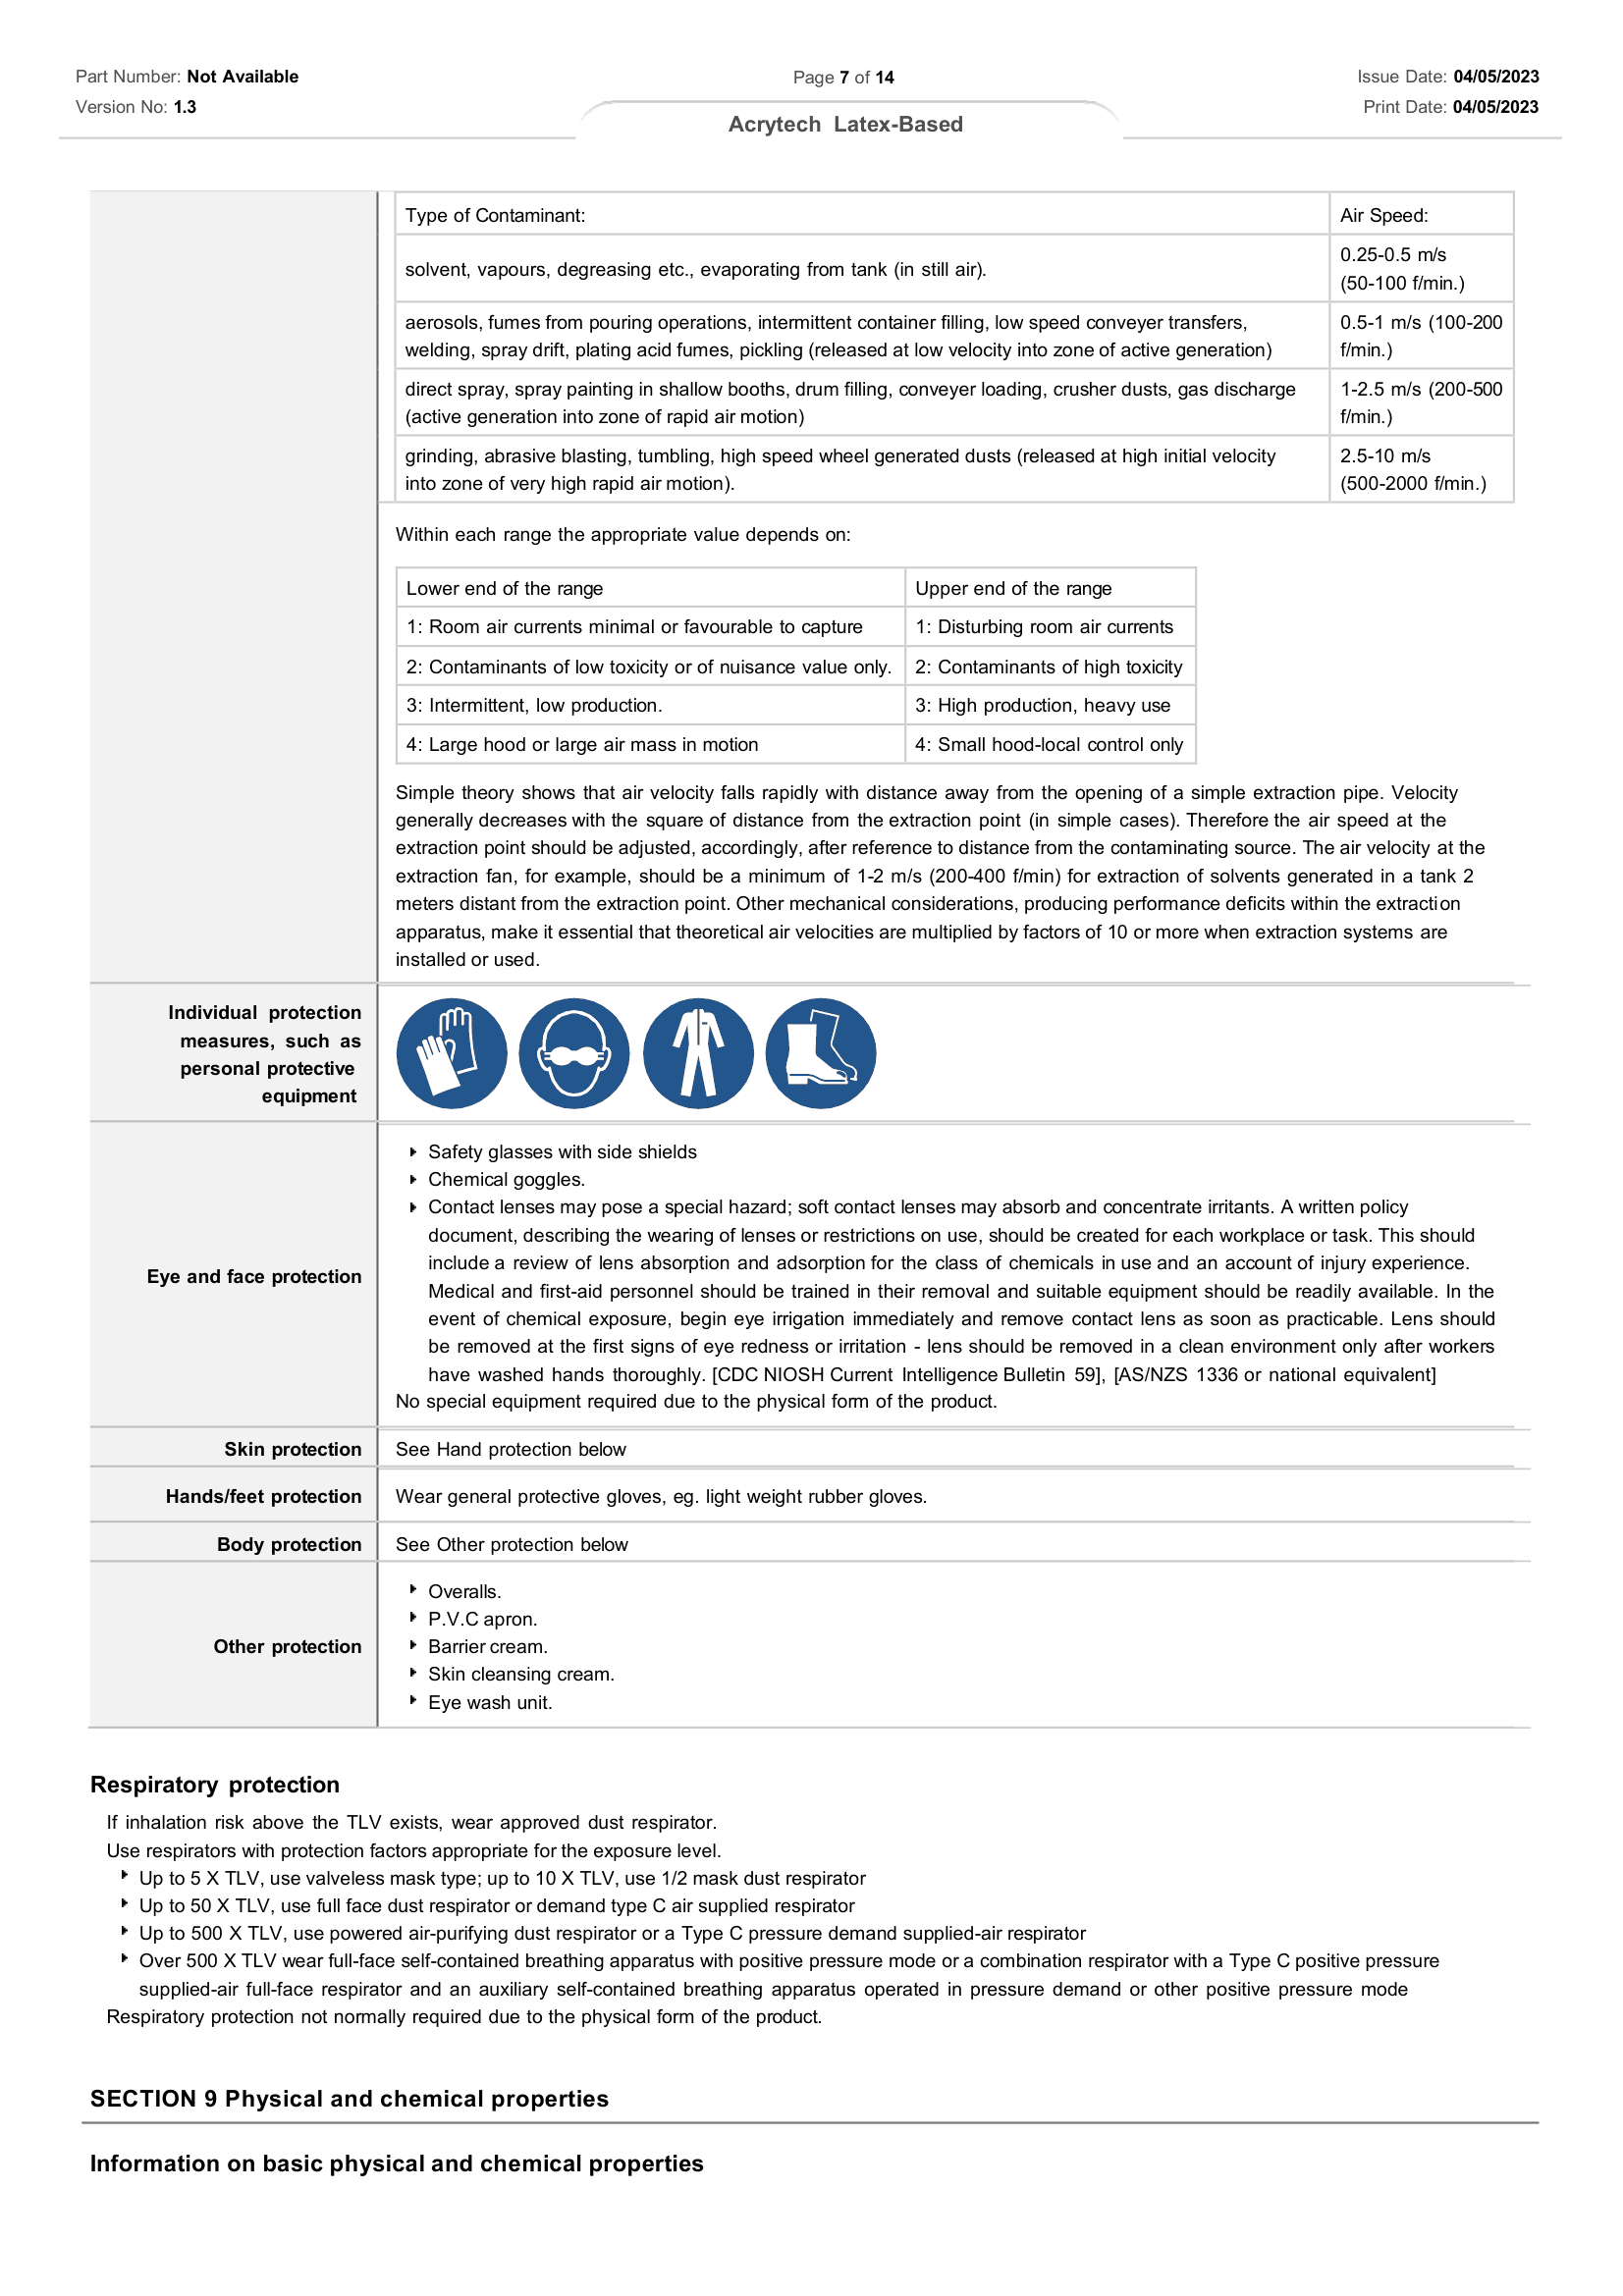 Part Number: Not Available
Page 7 of 14
Issue Date: 04/05/2023
Version No: 1.3
Print Date: 04/05/2023
Acrytech Latex-Based
Type of Contaminant:
Air Speed:
solvent, vapours, degreasing etc., evaporating from tank (in still air).
0.25-0.5 m/s
(50-100 f/min.)
aerosols, fumes from pouring operations, intermittent container filling, low speed conveyer transfers,
welding, spray drift, plating acid fumes, pickling (released at low velocity into zone of active generation)
0.5-1 m/s (100-200
f/min.)
direct spray, spray painting in shallow booths, drum filling, conveyer loading, crusher dusts, gas discharge
(active generation into zone of rapid air motion)
1-2.5 m/s (200-500
f/min.)
grinding, abrasive blasting, tumbling, high speed wheel generated dusts (released at high initial velocity
into zone of very high rapid air motion).
2.5-10 m/s
(500-2000 f/min.)
Within each range the appropriate value depends on:
Lower end of the range
Upper end of the range
1: Room air currents minimal or favourable to capture
1: Disturbing room air currents
2: Contaminants of low toxicity or of nuisance value only.
2: Contaminants of high toxicity
3: Intermittent, low production.
3: High production, heavy use
4: Large hood or large air mass in motion
4: Small hood-local control only
Simple theory shows that air velocity falls rapidly with distance away from the opening of a simple extraction pipe. Velocity
generally decreases with the square of distance from the extraction point (in simple cases). Therefore the air speed at the
extraction point should be adjusted, accordingly, after reference to distance from the contaminating source. The air velocity at the
extraction fan, for example, should be a minimum of 1-2 m/s (200-400 f/min) for extraction of solvents generated in a tank 2
meters distant from the extraction point. Other mechanical considerations, producing performance deficits within the extraction
apparatus, make it essential that theoretical air velocities are multiplied by factors of 10 or more when extraction systems are
installed or used.
Individual protection
measures, such as
personal protective
equipment
Eye and face protection
Safety glasses with side shields
Chemical goggles.
Contact lenses may pose a special hazard; soft contact lenses may absorb and concentrate irritants. A written policy
document, describing the wearing of lenses or restrictions on use, should be created for each workplace or task. This should
include a review of lens absorption and adsorption for the class of chemicals in use and an account of injury experience.
Medical and first-aid personnel should be trained in their removal and suitable equipment should be readily available. In the
event of chemical exposure, begin eye irrigation immediately and remove contact lens as soon as practicable. Lens should
be removed at the first signs of eye redness or irritation - lens should be removed in a clean environment only after workers
have washed hands thoroughly. [CDC NIOSH Current Intelligence Bulletin 59], [AS/NZS 1336 or national equivalent]
No special equipment required due to the physical form of the product.
Skin protection
See Hand protection below
Hands/feet protection
Wear general protective gloves, eg. light weight rubber gloves.
Body protection
See Other protection below
Other protection
Overalls.
P.V.C apron.
Barrier cream.
Skin cleansing cream.
Eye wash unit.
Respiratory protection
If inhalation risk above the TLV exists, wear approved dust respirator.
Use respirators with protection factors appropriate for the exposure level.
Up to 5 X TLV, use valveless mask type; up to 10 X TLV, use 1/2 mask dust respirator
Up to 50 X TLV, use full face dust respirator or demand type C air supplied respirator
Up to 500 X TLV, use powered air-purifying dust respirator or a Type C pressure demand supplied-air respirator
Over 500 X TLV wear full-face self-contained breathing apparatus with positive pressure mode or a combination respirator with a Type C positive pressure
supplied-air full-face respirator and an auxiliary self-contained breathing apparatus operated in pressure demand or other positive pressure mode
Respiratory protection not normally required due to the physical form of the product.
SECTION 9 Physical and chemical properties
Information on basic physical and chemical properties